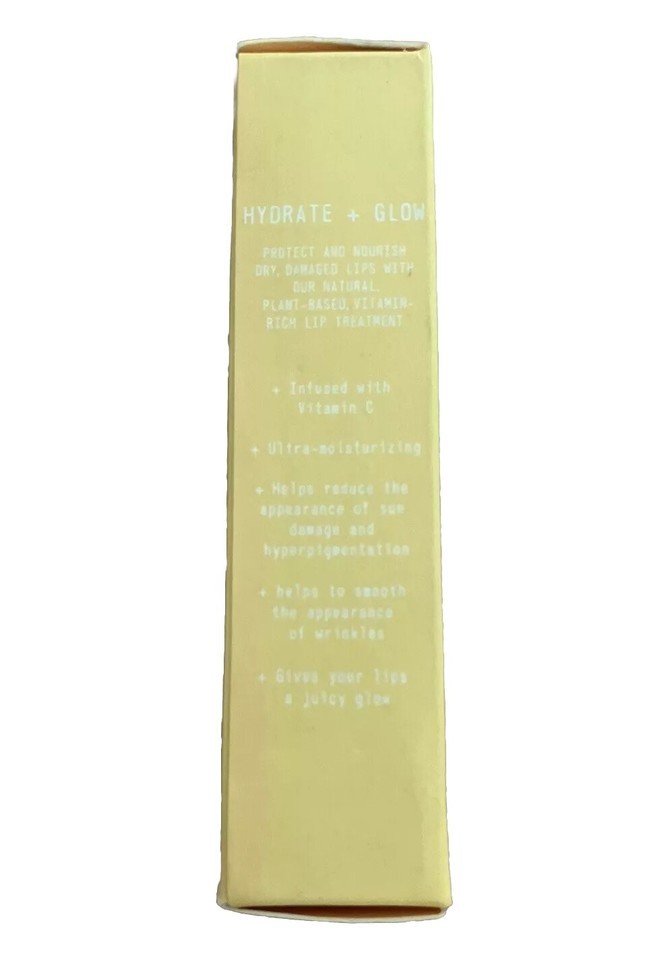 HYDRATE + GLOW
PROTECT AND NOURISH
DRY, DAMAGED LIPS WITH
OUR NATURAL,
PLANT-BASED, VITAMIN-
RICH LIP TREATMENT
+ Infused with
Vitamin C
+ Ultra-moisturizing
+ Helps reduce the
appearance of sun
damage and
hyperpigmentation
+ helps to smooth
the appearance
of wrinkles
+ Gives your lips
a juicy glow